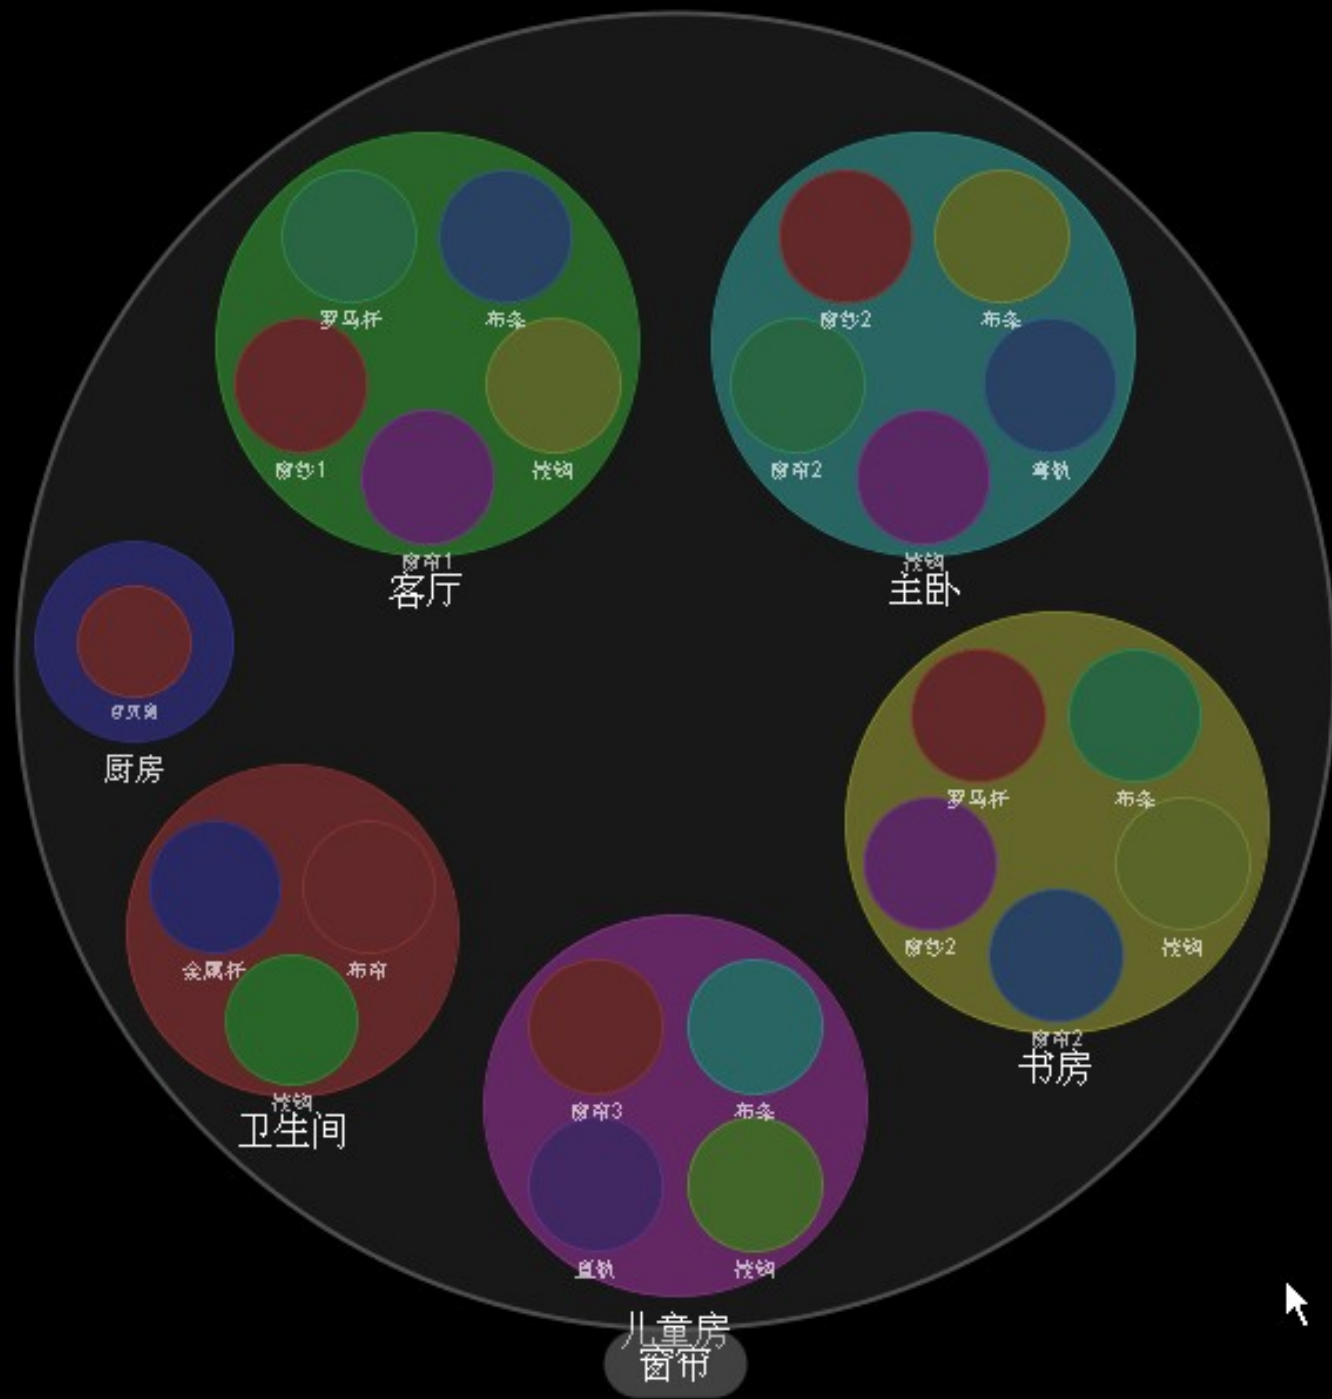 罗马杆 布条
窗纱1 挂钩
窗帘1
客厅
窗纱2 布条
窗帘2 弯轨
挂钩
主卧
厨房
罗马杆 布条
窗纱2 挂钩
窗帘2
书房
金属杆 布帘
挂钩
卫生间
窗帘3 布条
直轨 挂钩
儿童房
窗帘